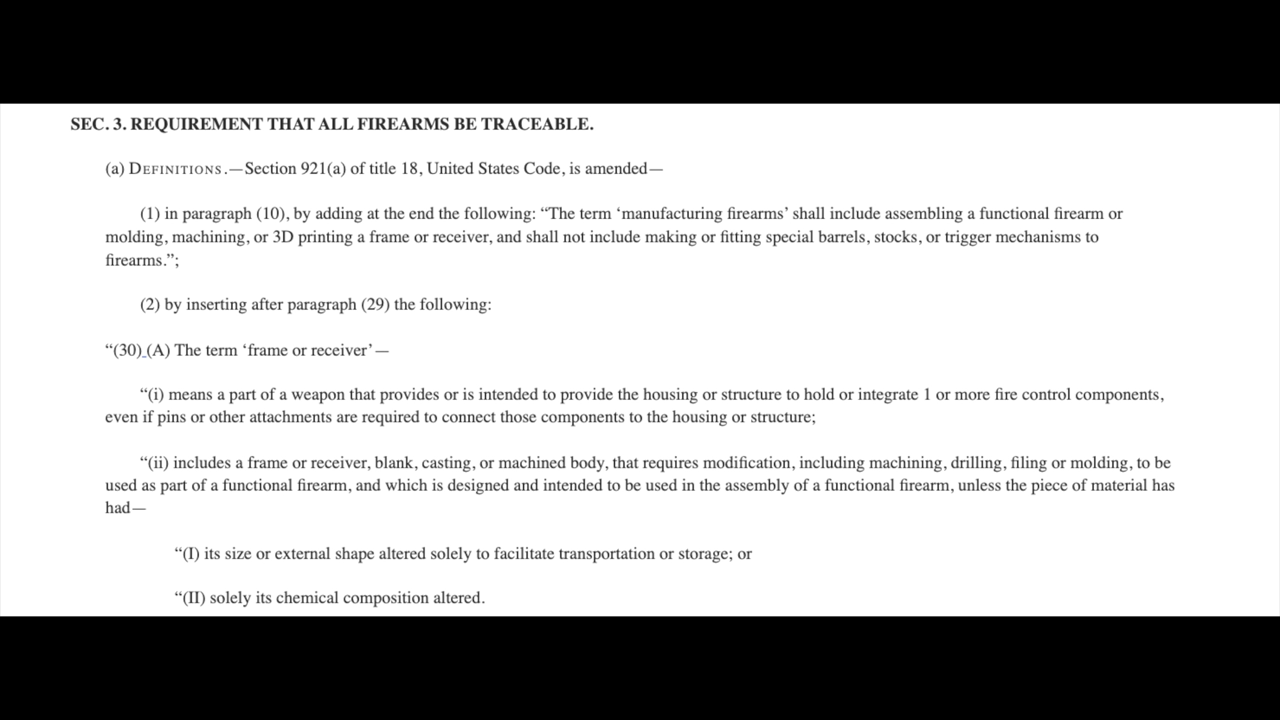 SEC. 3. REQUIREMENT THAT ALL FIREARMS BE TRACEABLE.
(a) DEFINITIONS.—Section 921(a) of title 18, United States Code, is amended—
(1) in paragraph (10), by adding at the end the following: “The term ‘manufacturing firearms’ shall include assembling a functional firearm or
molding, machining, or 3D printing a frame or receiver, and shall not include making or fitting special barrels, stocks, or trigger mechanisms to
firearms.”;
(2) by inserting after paragraph (29) the following:
“(30) (A) The term ‘frame or receiver’—
“(i) means a part of a weapon that provides or is intended to provide the housing or structure to hold or integrate 1 or more fire control components,
even if pins or other attachments are required to connect those components to the housing or structure;
“(ii) includes a frame or receiver, blank, casting, or machined body, that requires modification, including machining, drilling, filing or molding, to be
used as part of a functional firearm, and which is designed and intended to be used in the assembly of a functional firearm, unless the piece of material has
had—
“(I) its size or external shape altered solely to facilitate transportation or storage; or
“(II) solely its chemical composition altered.